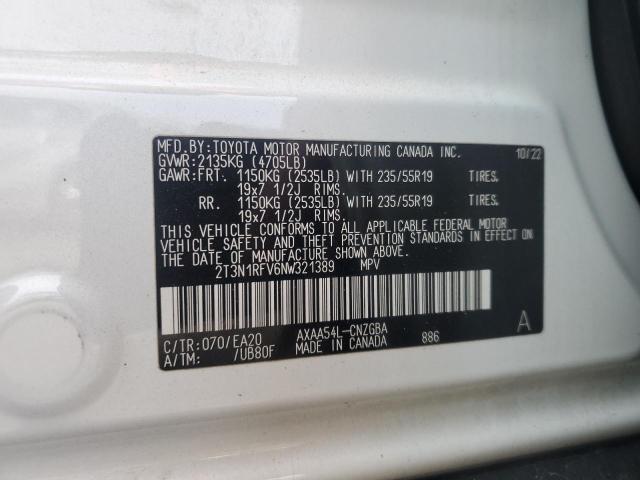 MFD.BY:TOYOTA MOTOR MANUFACTURING CANADA INC. 10/22
GVWR:2135KG (4705LB)
GAWR:FRT. 1150KG (2535LB) WITH 235/55R19 TIRES.
19x7 1/2J RIMS.
RR. 1150KG (2535LB) WITH 235/55R19 TIRES.
19x7 1/2J RIMS.
THIS VEHICLE CONFORMS TO ALL APPLICABLE FEDERAL MOTOR
VEHICLE SAFETY AND THEFT PREVENTION STANDARDS IN EFFECT ON
THE DATE OF MANUFACTURE SHOWN ABOVE.
2T3N1RFV6NW321389 MPV
C/TR:070/EA20 AXAA54L-CNZGBA A
A/TM: /UB80F MADE IN CANADA 886